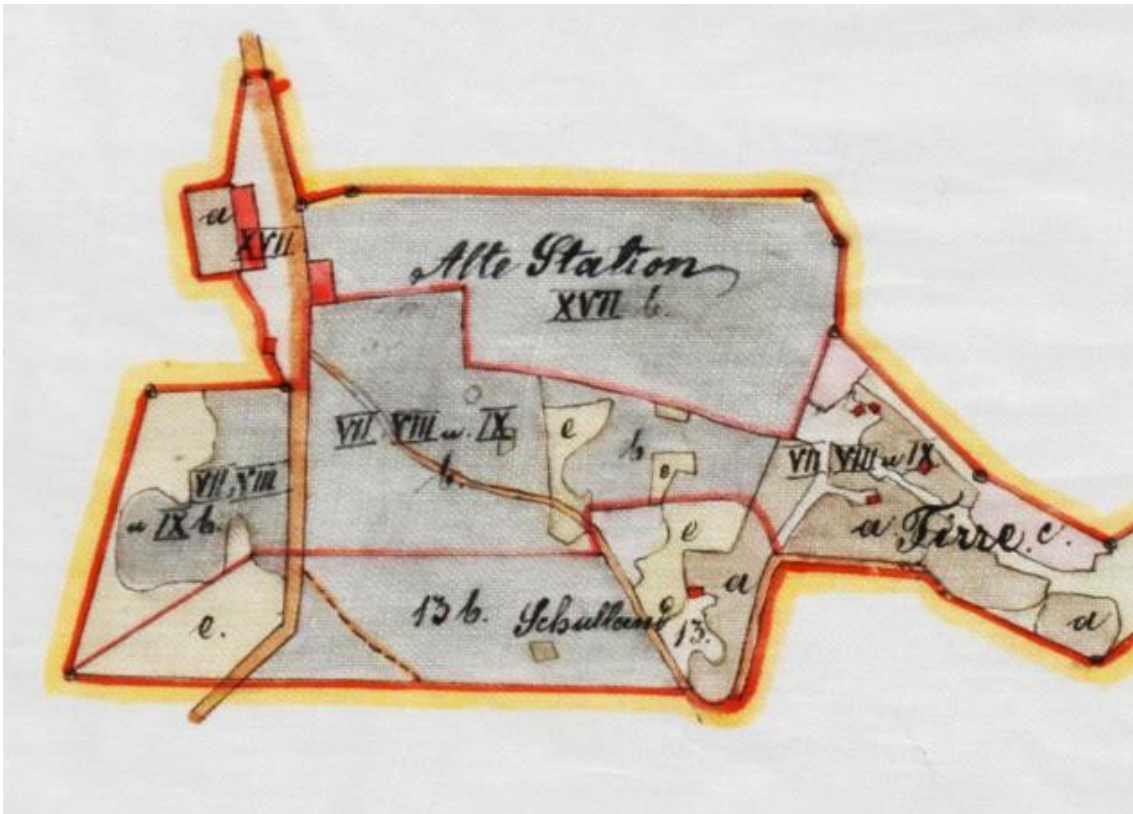 a
XVII
Alte Station
XVII b.
VII, VIII u. IX
b.
e
b
e
VII, VIII u IX
a Firre. c.
VII, VIII
u IX b.
e
a
a
e.
13 b. Schulland
13.